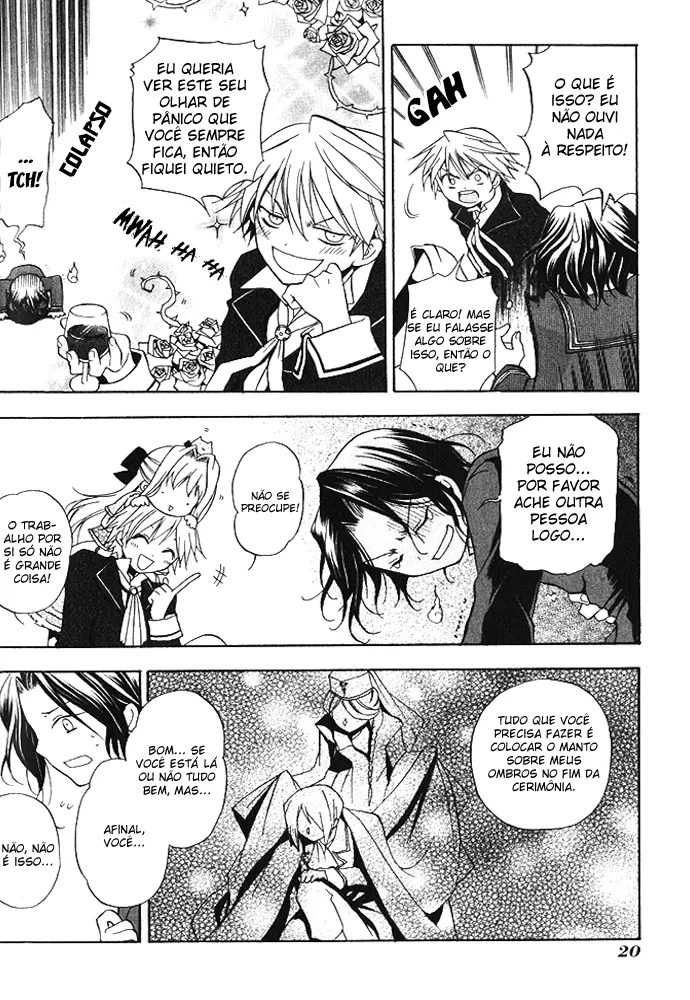 O QUE É
ISSO? EU
NÃO OUVI
NADA
À RESPEITO!
GAH
É CLARO! MAS
SE EU FALASSE
ALGO SOBRE
ISSO, ENTÃO O
QUE?
EU QUERIA
VER ESTE SEU
OLHAR DE
PÂNICO QUE
VOCÊ SEMPRE
FICA, ENTÃO
FIQUEI QUIETO.
MWAH HA HA
COLAPSO
...
TCH!
EU NÃO
POSSO...
POR FAVOR
ACHE OUTRA
PESSOA
LOGO...
NÃO SE
PREOCUPE!
O TRAB-
ALHO POR
SI SÓ NÃO
É GRANDE
COISA!
TUDO QUE VOCÊ
PRECISA FAZER É
COLOCAR O MANTO
SOBRE MEUS
OMBROS NO FIM DA
CERIMÔNIA.
BOM... SE
VOCÊ ESTÁ LÁ
OU NÃO TUDO
BEM, MAS...
AFINAL,
VOCÊ...
NÃO, NÃO
É ISSO...
20